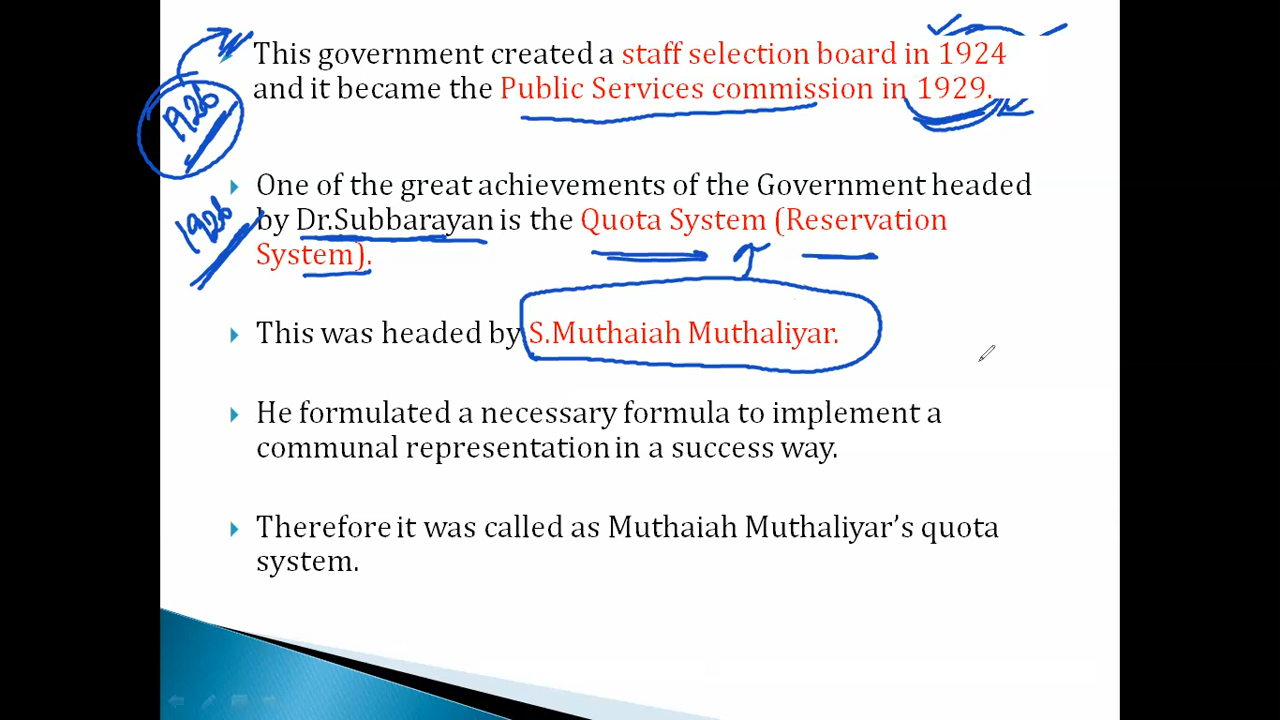 This government created a staff selection board in 1924
and it became the Public Services commission in 1929.
1926
One of the great achievements of the Government headed
by Dr.Subbarayan is the Quota System (Reservation
System).
1926
This was headed by S.Muthaiah Muthaliyar.
He formulated a necessary formula to implement a
communal representation in a success way.
Therefore it was called as Muthaiah Muthaliyar’s quota
system.